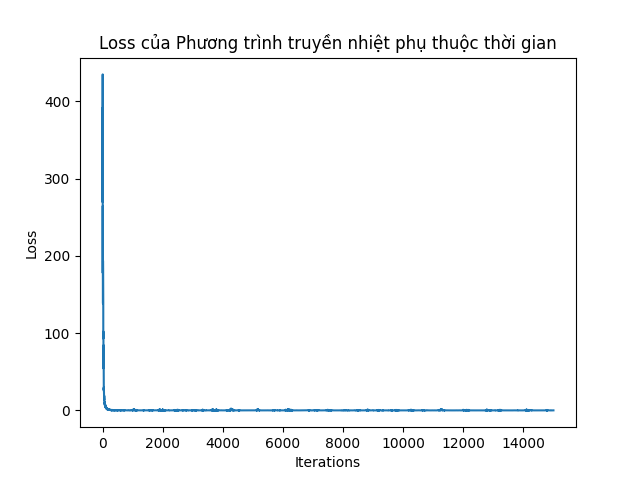 Loss của Phương trình truyền nhiệt phụ thuộc thời gian
400
300
200
100
0
Loss
0 2000 4000 6000 8000 10000 12000 14000
Iterations